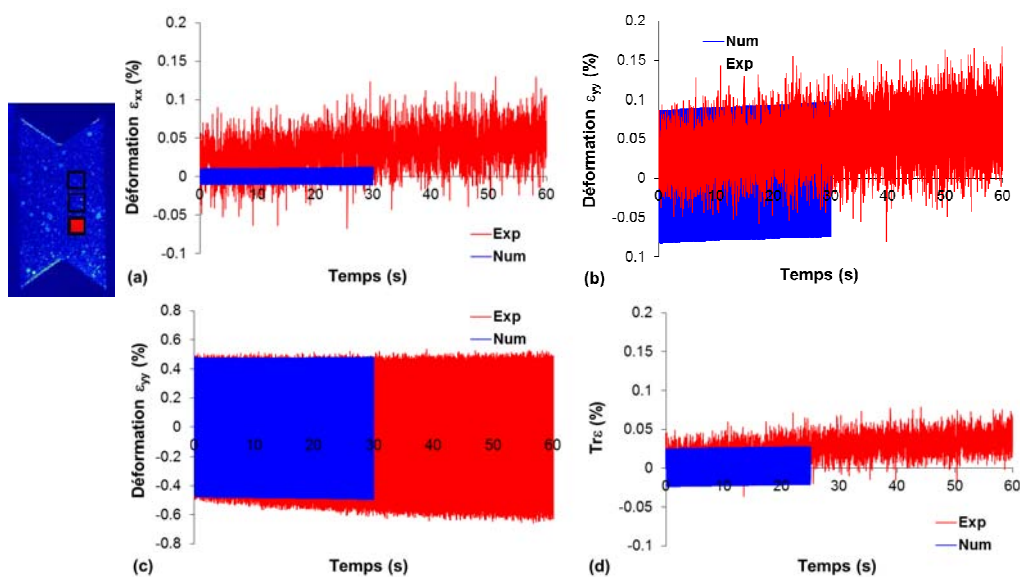 0.2
0.15
0.1
0.05
0
0.05
-0.1
0 10 20 30 40 50 60
Déformation εxx (%)
Temps (s)
Exp
Num
(a)
0.2
0.15
0.1
0.05
0
-0.05
0.1
0 10 20 30 40 50 60
Déformation εyy (%)
Temps (s)
Num
Exp
(b)
0.8
0.6
0.4
0.2
0
-0.2
-0.4
-0.6
-0.8
0 10 20 30 40 50 60
Déformation εyy (%)
Temps (s)
Exp
Num
(c)
0.2
0.15
0.1
0.05
0
-0.05
-0.1
0 10 20 30 40 50 60
Trε (%)
Temps (s)
Exp
Num
(d)